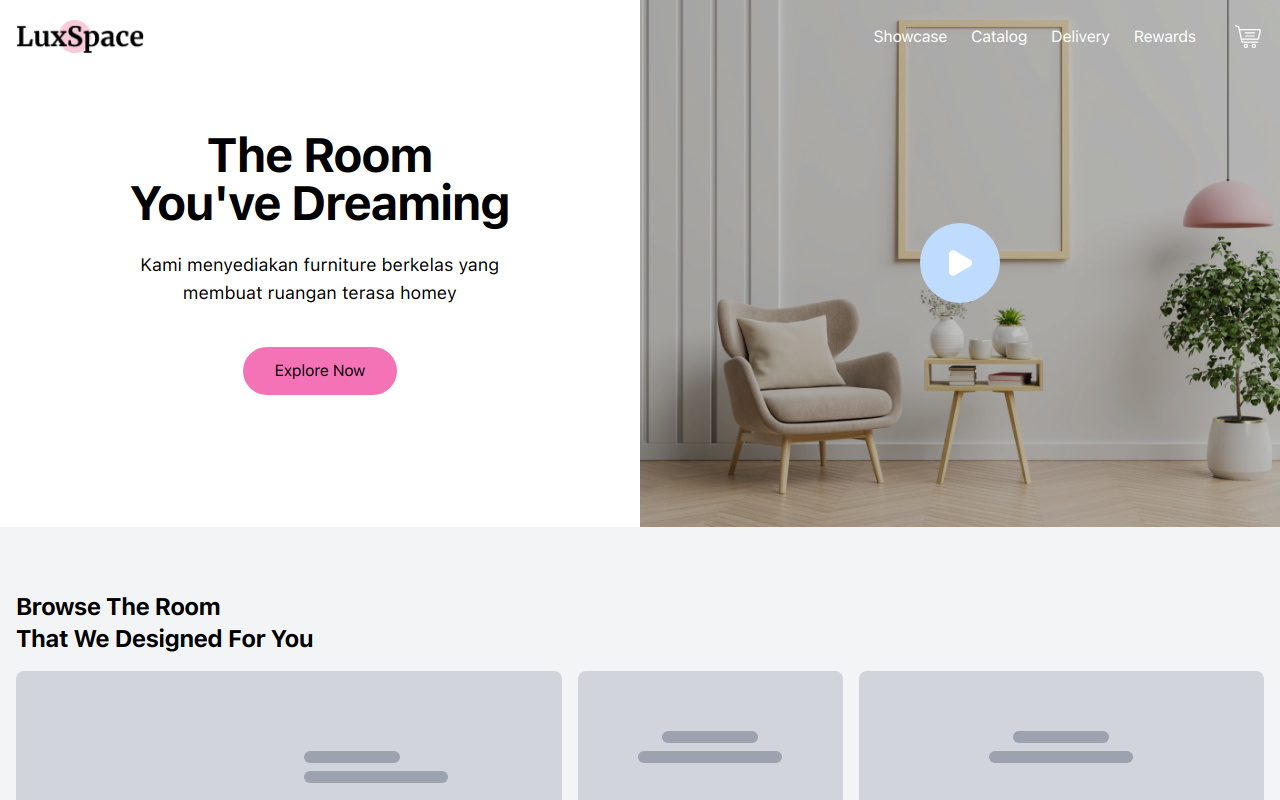 LuxSpace
Showcase Catalog Delivery Rewards
The Room
You've Dreaming
Kami menyediakan furniture berkelas yang
membuat ruangan terasa homey
Explore Now
Browse The Room
That We Designed For You